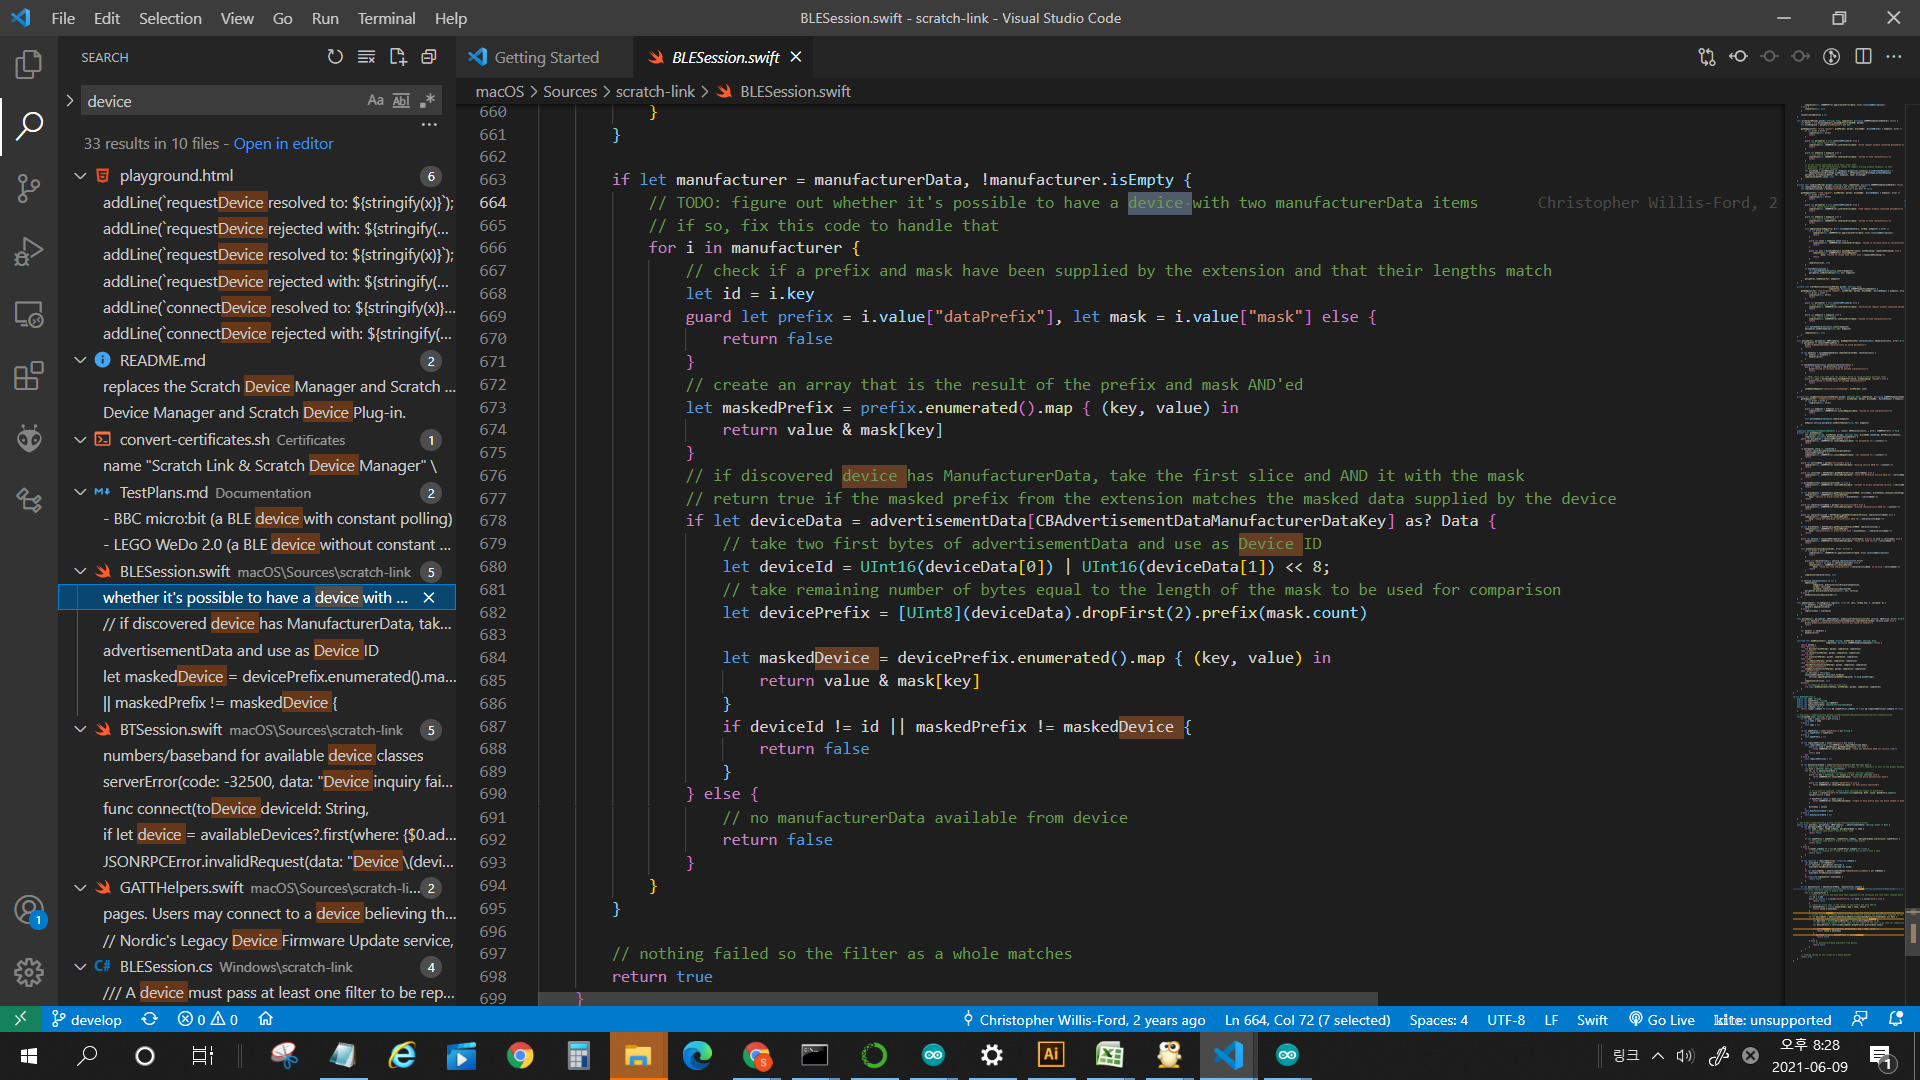 File Edit Selection View Go Run Terminal Help
BLESession.swift - scratch-link - Visual Studio Code
SEARCH
device
Aa Abl
33 results in 10 files - Open in editor
playground.html 6
addLine(`requestDevice resolved to: ${stringify(x)}`);
addLine(`requestDevice rejected with: ${stringify(...
addLine(`requestDevice resolved to: ${stringify(x)}`);
addLine(`requestDevice rejected with: ${stringify(...
addLine(`connectDevice resolved to: ${stringify(x)}...
addLine(`connectDevice rejected with: ${stringify(...
README.md 2
replaces the Scratch Device Manager and Scratch ...
Device Manager and Scratch Device Plug-in.
convert-certificates.sh Certificates 1
name "Scratch Link & Scratch Device Manager" \
TestPlans.md Documentation 2
- BBC micro:bit (a BLE device with constant polling)
- LEGO WeDo 2.0 (a BLE device without constant ...
BLESession.swift macOS\Sources\scratch-link 5
whether it's possible to have a device with ...
// if discovered device has ManufacturerData, tak...
advertisementData and use as Device ID
let maskedDevice = devicePrefix.enumerated().ma...
|| maskedPrefix != maskedDevice {
BTSession.swift macOS\Sources\scratch-link 5
numbers/baseband for available device classes
serverError(code: -32500, data: "Device inquiry fai...
func connect(toDevice deviceId: String,
if let device = availableDevices?.first(where: {$0.ad...
JSONRPCError.invalidRequest(data: "Device \(devi...
GATTHelpers.swift macOS\Sources\scratch-li... 2
pages. Users may connect to a device believing th...
// Nordic's Legacy Device Firmware Update service,
BLESession.cs Windows\scratch-link 4
/// A device must pass at least one filter to be rep...
Getting Started
BLESession.swift
macOS > Sources > scratch-link > BLESession.swift
660 }
661 }
662
663 if let manufacturer = manufacturerData, !manufacturer.isEmpty {
664 // TODO: figure out whether it's possible to have a device with two manufacturerData items Christopher Willis-Ford, 2
665 // if so, fix this code to handle that
666 for i in manufacturer {
667 // check if a prefix and mask have been supplied by the extension and that their lengths match
668 let id = i.key
669 guard let prefix = i.value["dataPrefix"], let mask = i.value["mask"] else {
670 return false
671 }
672 // create an array that is the result of the prefix and mask AND'ed
673 let maskedPrefix = prefix.enumerated().map { (key, value) in
674 return value & mask[key]
675 }
676 // if discovered device has ManufacturerData, take the first slice and AND it with the mask
677 // return true if the masked prefix from the extension matches the masked data supplied by the device
678 if let deviceData = advertisementData[CBAdvertisementDataManufacturerDataKey] as? Data {
679 // take two first bytes of advertisementData and use as Device ID
680 let deviceId = UInt16(deviceData[0]) | UInt16(deviceData[1]) << 8;
681 // take remaining number of bytes equal to the length of the mask to be used for comparison
682 let devicePrefix = [UInt8](deviceData).dropFirst(2).prefix(mask.count)
683
684 let maskedDevice = devicePrefix.enumerated().map { (key, value) in
685 return value & mask[key]
686 }
687 if deviceId != id || maskedPrefix != maskedDevice {
688 return false
689 }
690 } else {
691 // no manufacturerData available from device
692 return false
693 }
694 }
695 }
696
697 // nothing failed so the filter as a whole matches
698 return true
699 }
1
develop 0 0
Christopher Willis-Ford, 2 years ago Ln 664, Col 72 (7 selected) Spaces: 4 UTF-8 LF Swift Go Live kite: unsupported
Ai
링크
오후 8:28
2021-06-09
1